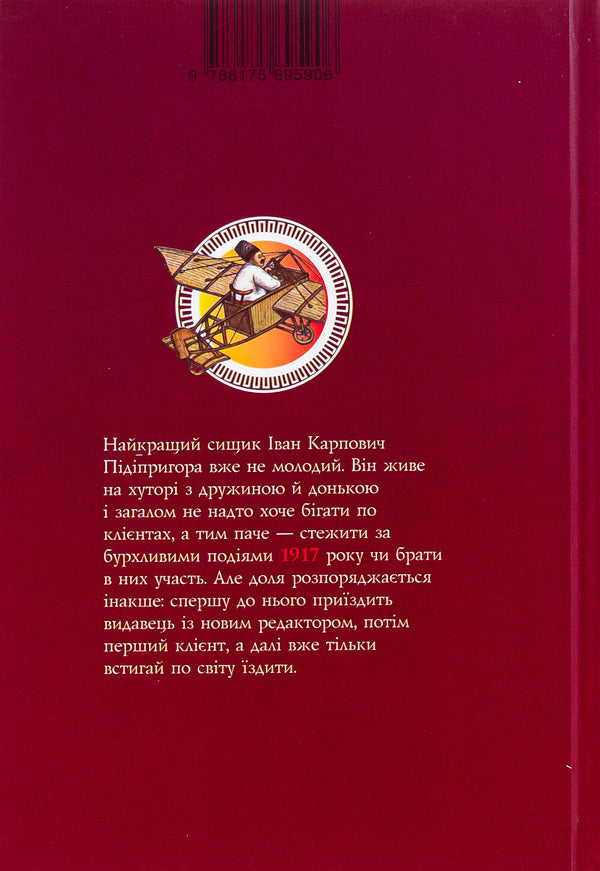 9 786175 695906
Найкращий сищик Іван Карпович
Підіпригора вже не молодий. Він живе
на хуторі з дружиною й донькою
і загалом не надто хоче бігати по
клієнтах, а тим паче — стежити за
бурхливими подіями 1917 року чи брати
в них участь. Але доля розпоряджається
інакше: спершу до нього приїздить
видавець із новим редактором, потім
перший клієнт, а далі вже тільки
встигай по світу їздити.